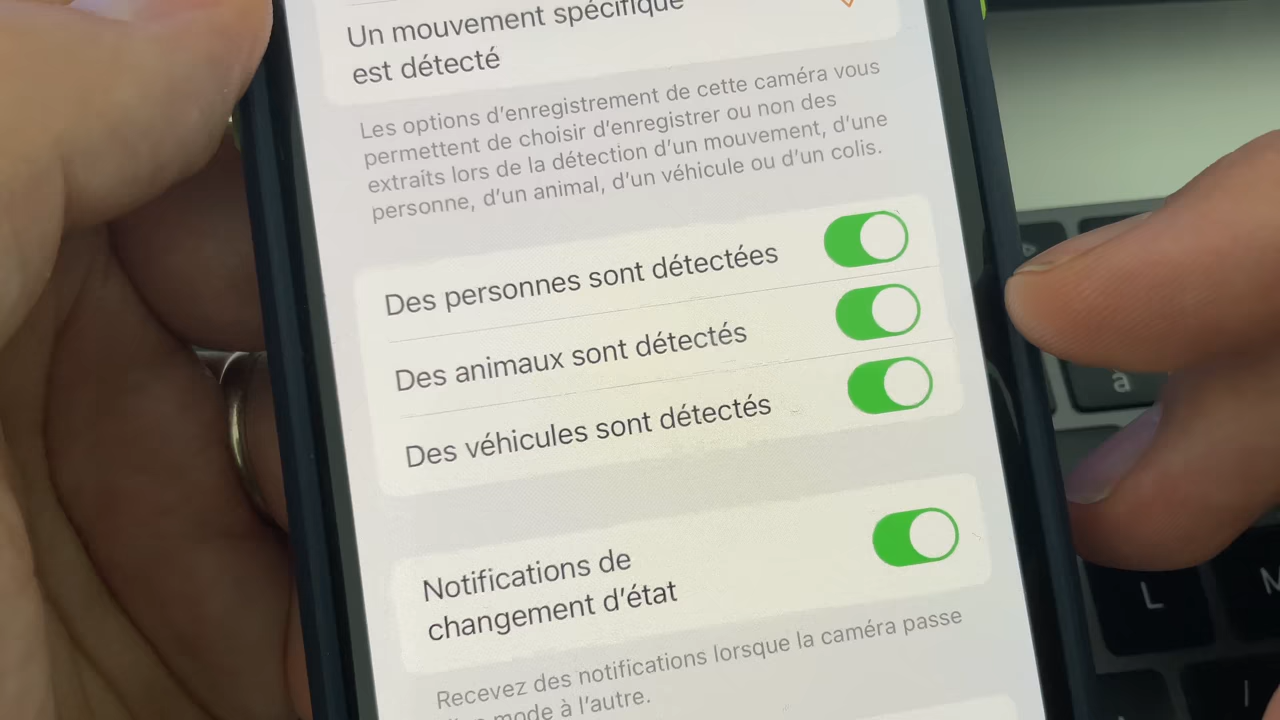 Un mouvement spécifique
est détecté
Les options d’enregistrement de cette caméra vous
permettent de choisir d’enregistrer ou non des
extraits lors de la détection d’un mouvement, d’une
personne, d’un animal, d’un véhicule ou d’un colis.
Des personnes sont détectées
Des animaux sont détectés
Des véhicules sont détectés
à
Notifications de
changement d’état
L
M
Recevez des notifications lorsque la caméra passe
mode à l’autre.